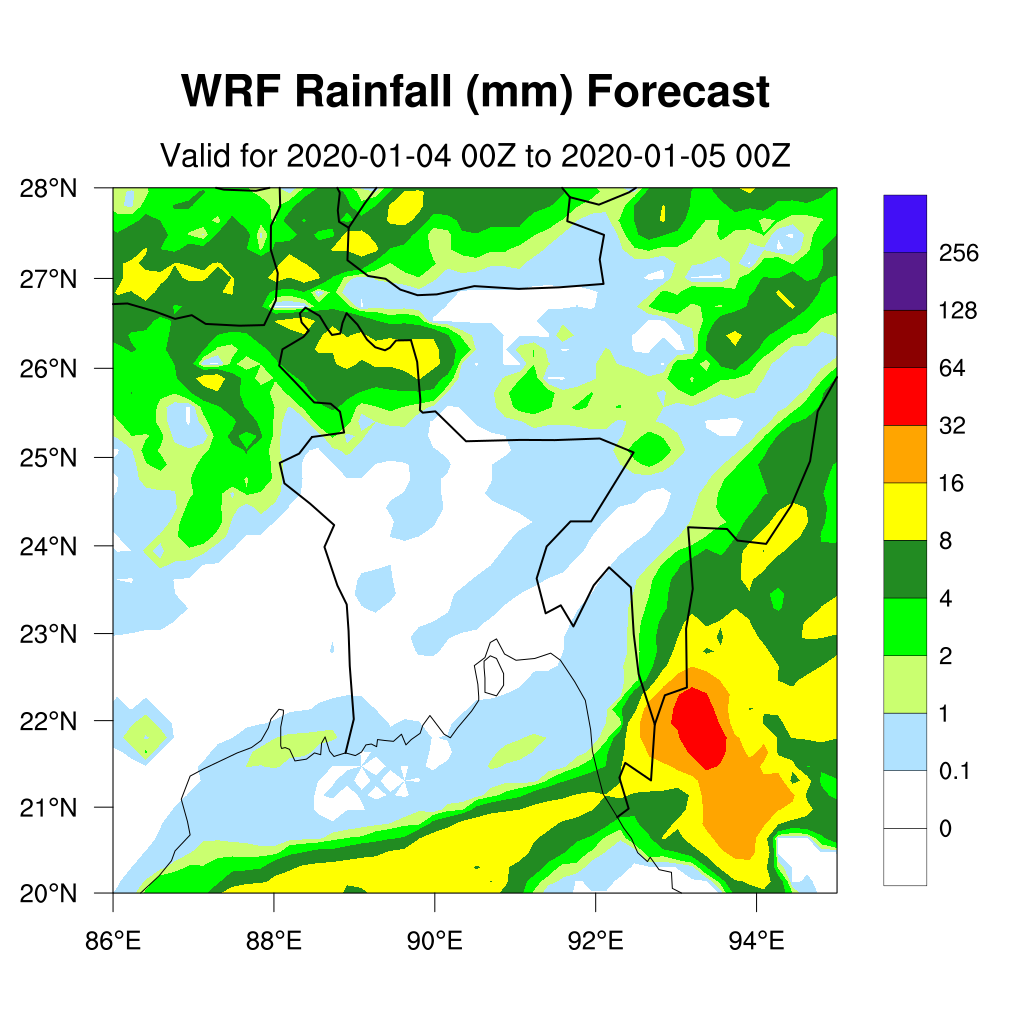 WRF Rainfall (mm) Forecast
Valid for 2020-01-04 00Z to 2020-01-05 00Z
28°N
27°N
26°N
25°N
24°N
23°N
22°N
21°N
20°N
86°E 88°E 90°E 92°E 94°E
256
128
64
32
16
8
4
2
1
0.1
0